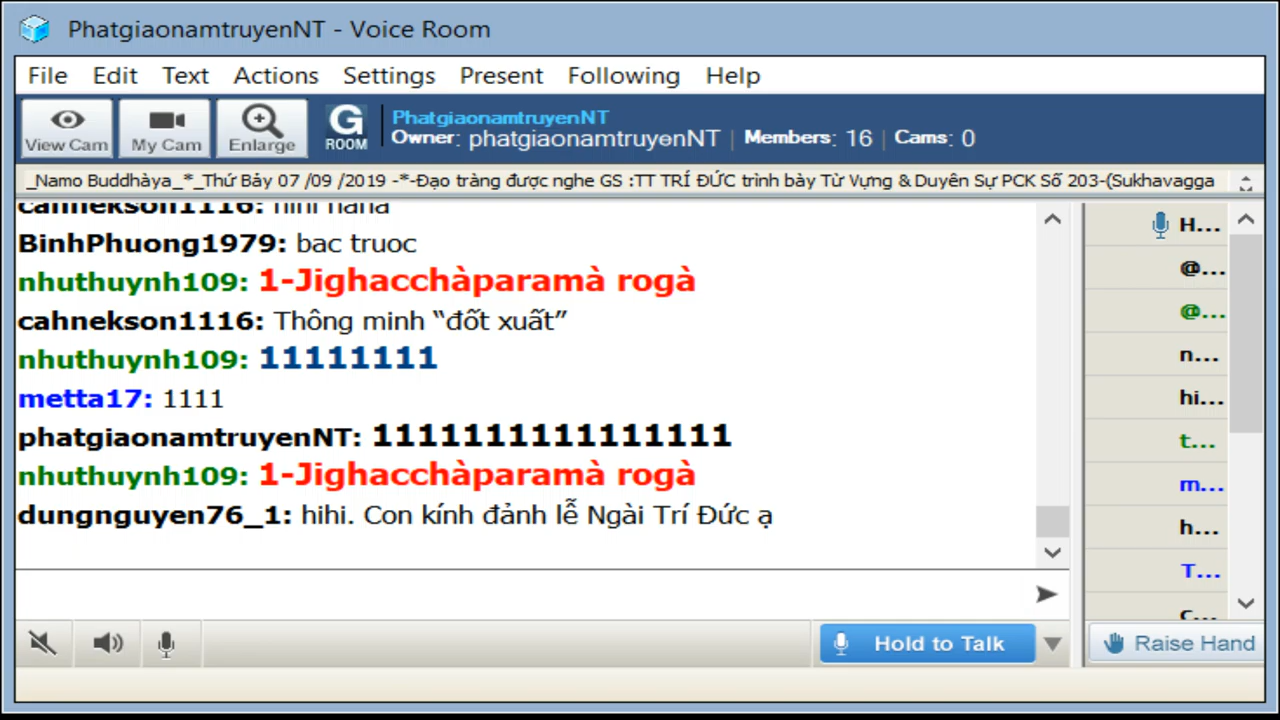 PhatgiaonamtruyenNT - Voice Room
File Edit Text Actions Settings Present Following Help
View Cam My Cam Enlarge G ROOM
PhatgiaonamtruyenNT
Owner: phatgiaonamtruyenNT | Members: 16 | Cams: 0
_Namo Buddhàya_*_Thứ Bảy 07 /09 /2019 -*-Đạo tràng được nghe GS :TT TRÍ ĐỨC trình bày Từ Vựng & Duyên Sự PCK Số 203-(Sukhavagga
cahnekson1116: hihi haha
BinhPhuong1979: bac truoc
nhuthuynh109: 1-Jighacchàparamà rogà
cahnekson1116: Thông minh “đốt xuất”
nhuthuynh109: 11111111
metta17: 1111
phatgiaonamtruyenNT: 1111111111111111
nhuthuynh109: 1-Jighacchàparamà rogà
dungnguyen76_1: hihi. Con kính đảnh lễ Ngài Trí Đức ạ
H...
@...
@...
n...
hi...
t...
m...
h...
T...
c...
Hold to Talk
Raise Hand